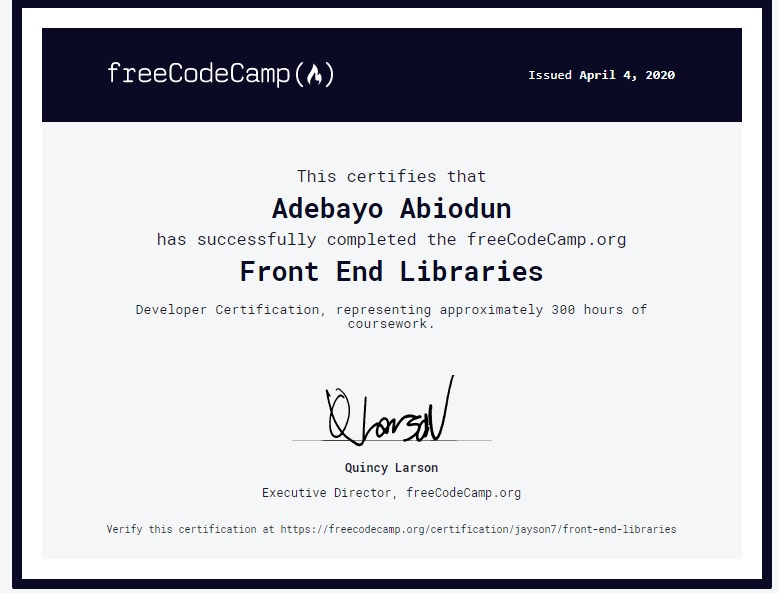 freeCodeCamp
Issued April 4, 2020
This certifies that
Adebayo Abiodun
has successfully completed the freeCodeCamp.org
Front End Libraries
Developer Certification, representing approximately 300 hours of
coursework.
Q Larson
Quincy Larson
Executive Director, freeCodeCamp.org
Verify this certification at https://freecodecamp.org/certification/jayson7/front-end-libraries